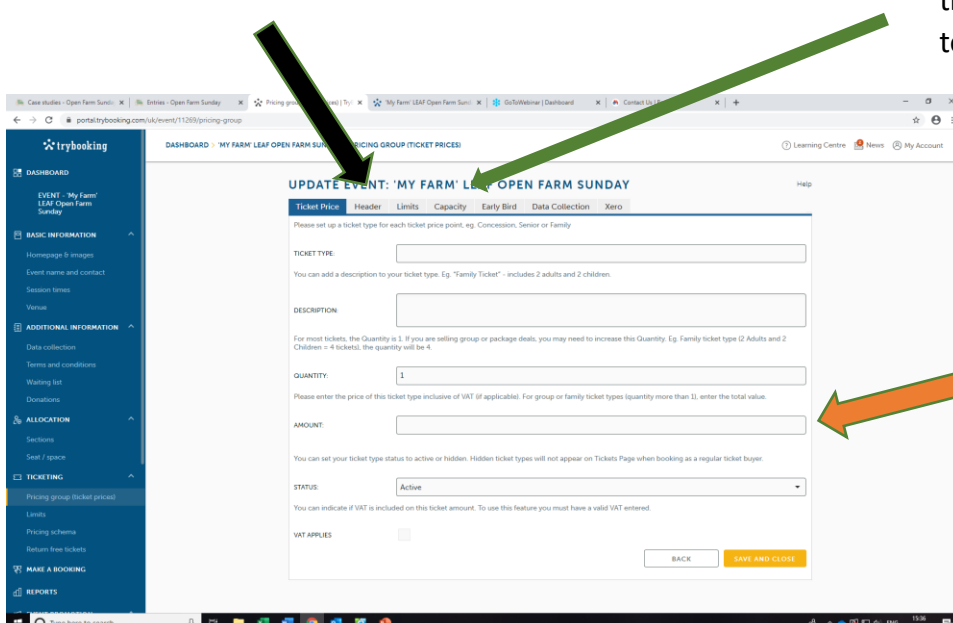 te
Case studies - Open Farm Sunda
Entries - Open Farm Sunday
'My Farm' LEAF Open Farm Sund
GoToWebinar | Dashboard
portal.trybooking.com/uk/event/11269/pricing-group
trybooking
DASHBOARD > 'MY FARM' LEAF OPEN FARM
Learning Centre
News
My Account
DASHBOARD
EVENT - 'My Farm'
LEAF Open Farm
Sunday
BASIC INFORMATION
Homepage & images
Event name and contact
Session times
Venue
ADDITIONAL INFORMATION
Data collection
Terms and conditions
Waiting list
Donations
ALLOCATION
Sections
Seat / space
TICKETING
Pricing group (ticket prices)
Limits
Pricing schema
Return free tickets
MAKE A BOOKING
REPORTS
UPDATE EVENT: 'MY FARM' LEAF OPEN FARM SUNDAY
Help
Ticket Price Header Limits Capacity Early Bird Data Collection Xero
Please set up a ticket type for each ticket price point, eg. Concession, Senior or Family
TICKET TYPE:
You can add a description to your ticket type. Eg. "Family Ticket" - includes 2 adults and 2 children.
DESCRIPTION:
For most tickets, the Quantity is 1. If you are selling group or package deals, you may need to increase this Quantity. Eg. Family ticket type (2 Adults and 2
Children = 4 tickets), the quantity will be 4.
QUANTITY: 1
Please enter the price of this ticket type inclusive of VAT (if applicable). For group or family ticket types (quantity more than 1), enter the total value.
AMOUNT:
You can set your ticket type status to active or hidden. Hidden ticket types will not appear on Tickets Page when booking as a regular ticket buyer.
STATUS: Active
You can indicate if VAT is included on this ticket amount. To use this feature you must have a valid VAT entered.
VAT APPLIES
BACK SAVE AND CLOSE
Type here to search
ENG
15:36